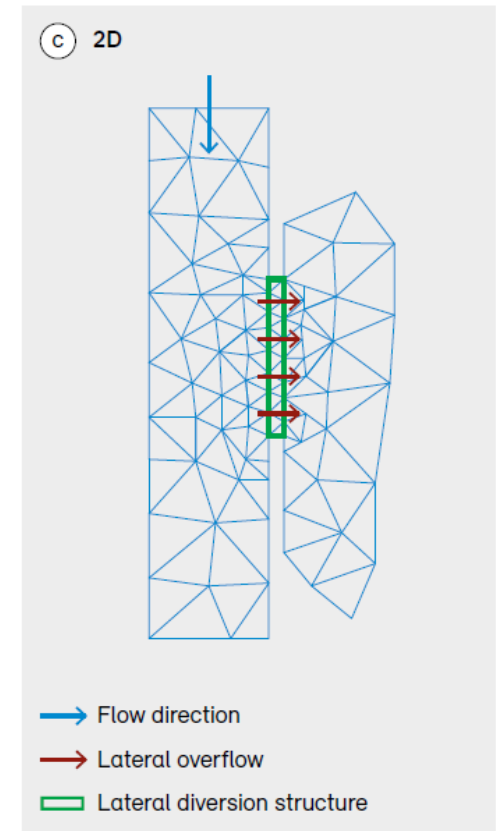 C 2D
Flow direction
Lateral overflow
Lateral diversion structure